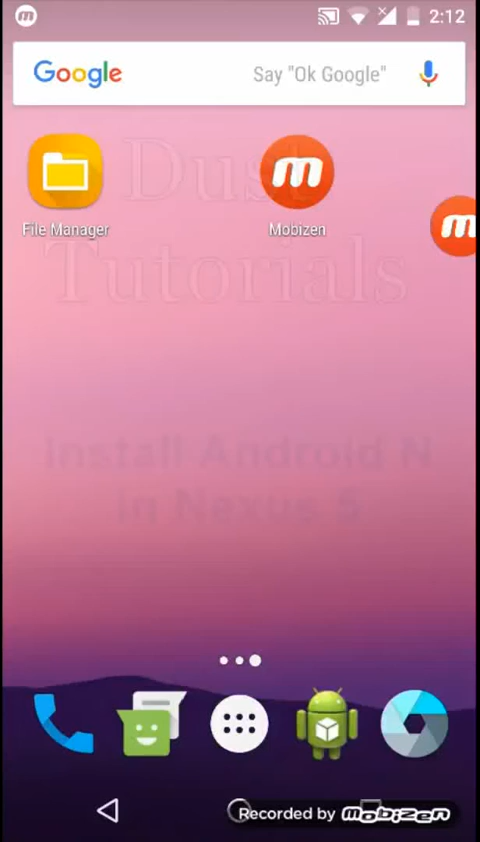 2:12
Google Say "Ok Google"
Dust
Tutorials
File Manager
Mobizen
Install Android N
in Nexus 5
Recorded by mobizen